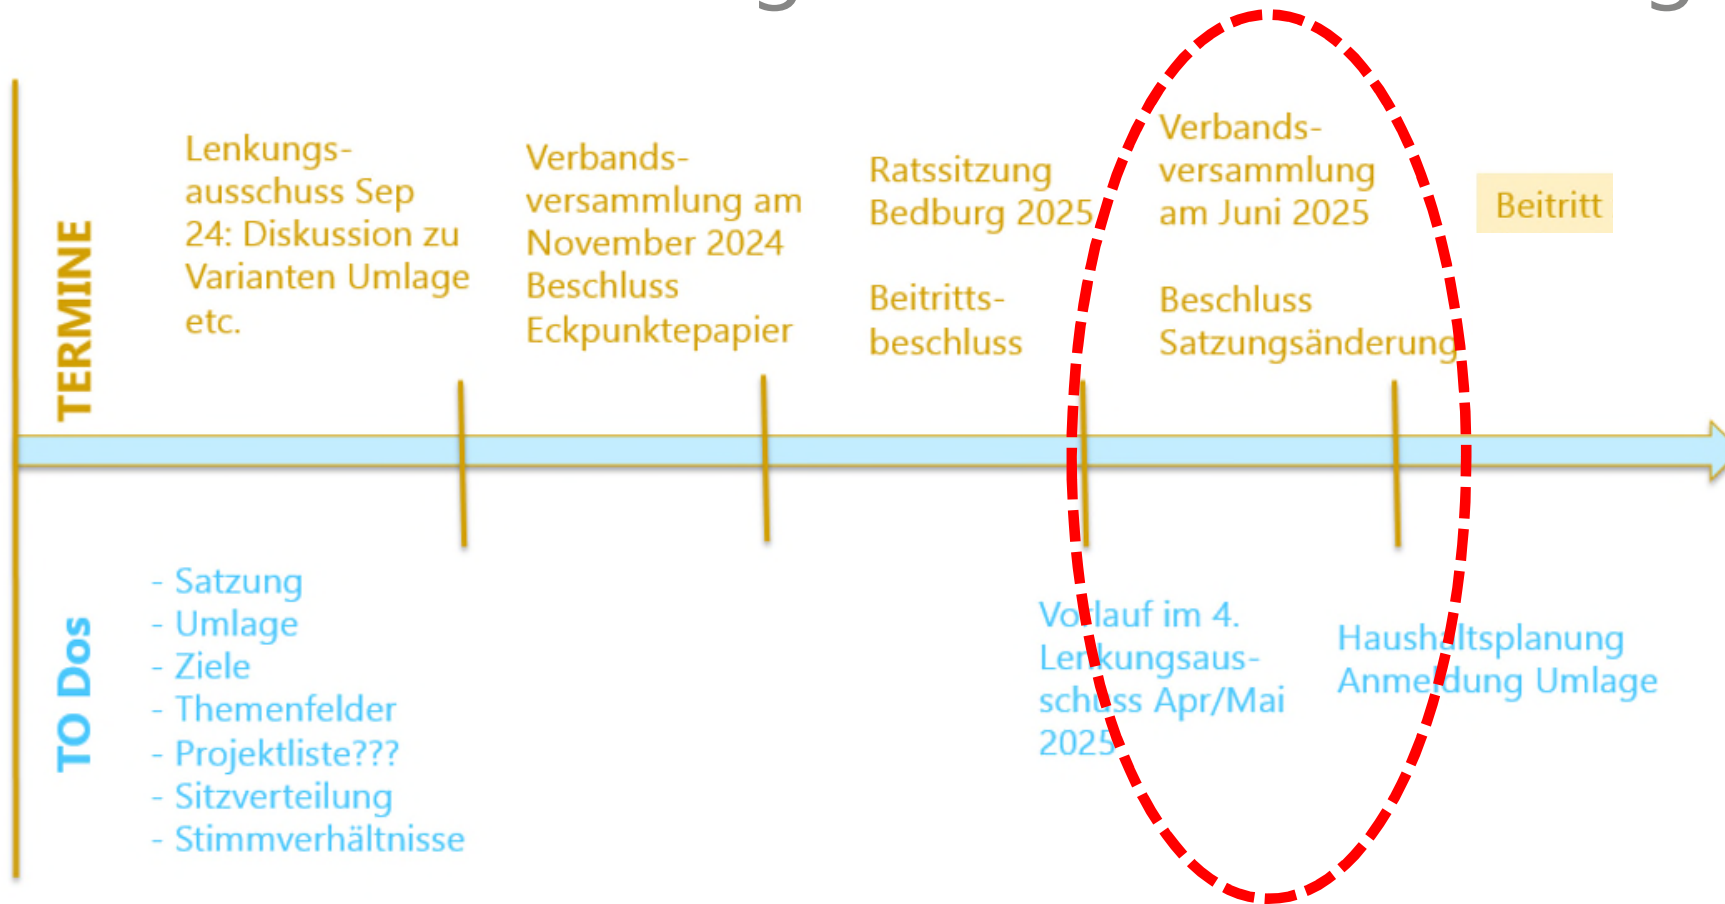 TERMINE
Lenkungs-
ausschuss Sep
24: Diskussion zu
Varianten Umlage
etc.
Verbands-
versammlung am
November 2024
Beschluss
Eckpunktepapier
Ratssitzung
Bedburg 2025
Beitritts-
beschluss
Verbands-
versammlung
am Juni 2025
Beschluss
Satzungsänderung
Beitritt
TO Dos
- Satzung
- Umlage
- Ziele
- Themenfelder
- Projektliste???
- Sitzverteilung
- Stimmverhältnisse
Vorlauf im 4.
Lenkungsaus-
schuss Apr/Mai
2025
Haushaltsplanung
Anmeldung Umlage